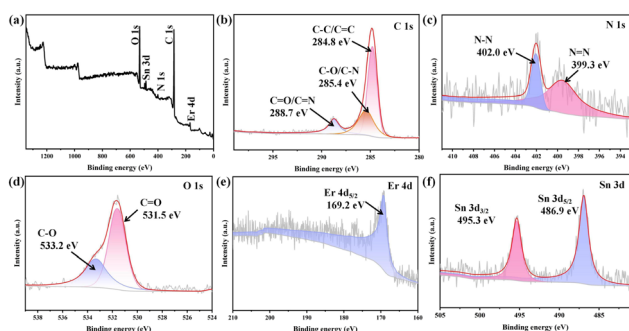 (a)
O 1s
Sn 3d
N 1s
C 1s
Er 4d
Intensity (a.u.)
1200 1000 800 600 400 200 0
Binding energy (eV)
(b)
C 1s
C-C/C=C
284.8 eV
C-O/C-N
285.4 eV
C=O/C=N
288.7 eV
Intensity (a.u.)
295 290 285 280
Binding energy (eV)
(c)
N 1s
N-N
402.0 eV
N=N
399.3 eV
Intensity (a.u.)
410 408 406 404 402 400 398 396 394
Binding energy (eV)
(d)
O 1s
C=O
531.5 eV
C-O
533.2 eV
Intensity (a.u.)
538 536 534 532 530 528 526 524
Binding energy (eV)
(e)
Er 4d
Er 4d5/2
169.2 eV
Intensity (a.u.)
210 200 190 180 170 160
Binding energy (eV)
(f)
Sn 3d
Sn 3d3/2
495.3 eV
Sn 3d5/2
486.9 eV
Intensity (a.u.)
505 500 495 490 485
Binding energy (eV)